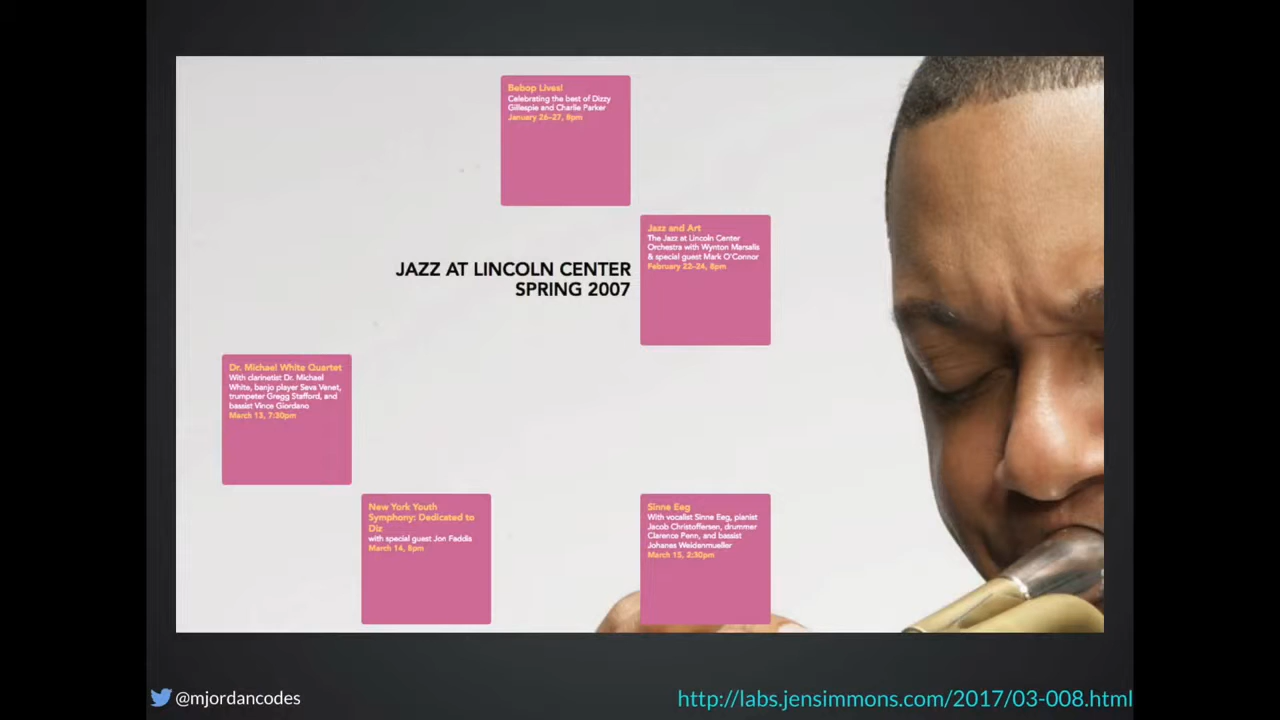 Bebop Lives!
Celebrating the best of Dizzy
Gillespie and Charlie Parker
January 26–27, 8pm
Jazz and Art
The Jazz at Lincoln Center
Orchestra with Wynton Marsalis
& special guest Mark O'Connor
February 22–24, 8pm
JAZZ AT LINCOLN CENTER
SPRING 2007
Dr. Michael White Quartet
With clarinetist Dr. Michael
White, banjo player Seva Venet,
trumpeter Gregg Stafford, and
bassist Vince Giordano
March 13, 7:30pm
New York Youth
Symphony: Dedicated to
Diz
with special guest Jon Faddis
March 14, 8pm
Sinne Eeg
With vocalist Sinne Eeg, pianist
Jacob Christoffersen, drummer
Clarence Penn, and bassist
Johanes Weidenmueller
March 15, 2:30pm
@mjordancodes
http://labs.jensimmons.com/2017/03-008.html